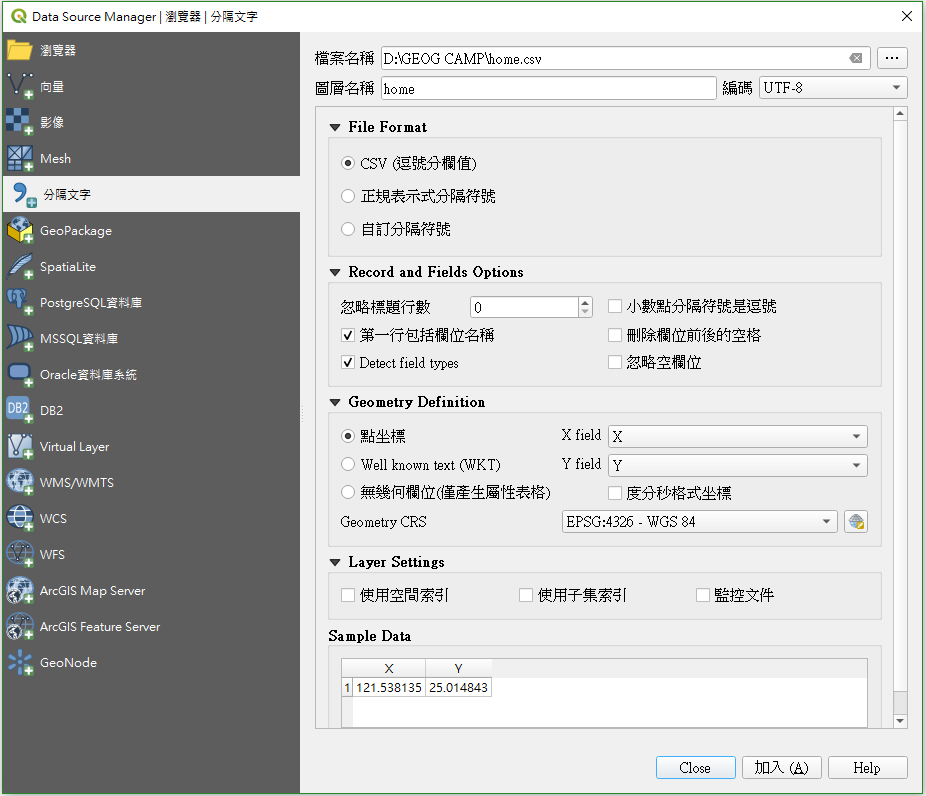 Data Source Manager | 瀏覽器 | 分隔文字
瀏覽器
向量
影像
Mesh
分隔文字
GeoPackage
SpatiaLite
PostgreSQL資料庫
MSSQL資料庫
Oracle資料庫系統
DB2
DB2
Virtual Layer
WMS/WMTS
WCS
WFS
ArcGIS Map Server
ArcGIS Feature Server
GeoNode
檔案名稱 D:\GEOG CAMP\home.csv ...
圖層名稱 home 編碼 UTF-8
File Format
CSV (逗號分欄值)
正規表示式分隔符號
自訂分隔符號
Record and Fields Options
忽略標題行數 0 小數點分隔符號是逗號
第一行包括欄位名稱 刪除欄位前後的空格
Detect field types 忽略空欄位
Geometry Definition
點坐標 X field X
Well known text (WKT) Y field Y
無幾何欄位(僅產生屬性表格) 度分秒格式坐標
Geometry CRS EPSG:4326 - WGS 84
Layer Settings
使用空間索引 使用子集索引 監控文件
Sample Data
X Y
1 121.538135 25.014843
Close 加入 (A) Help